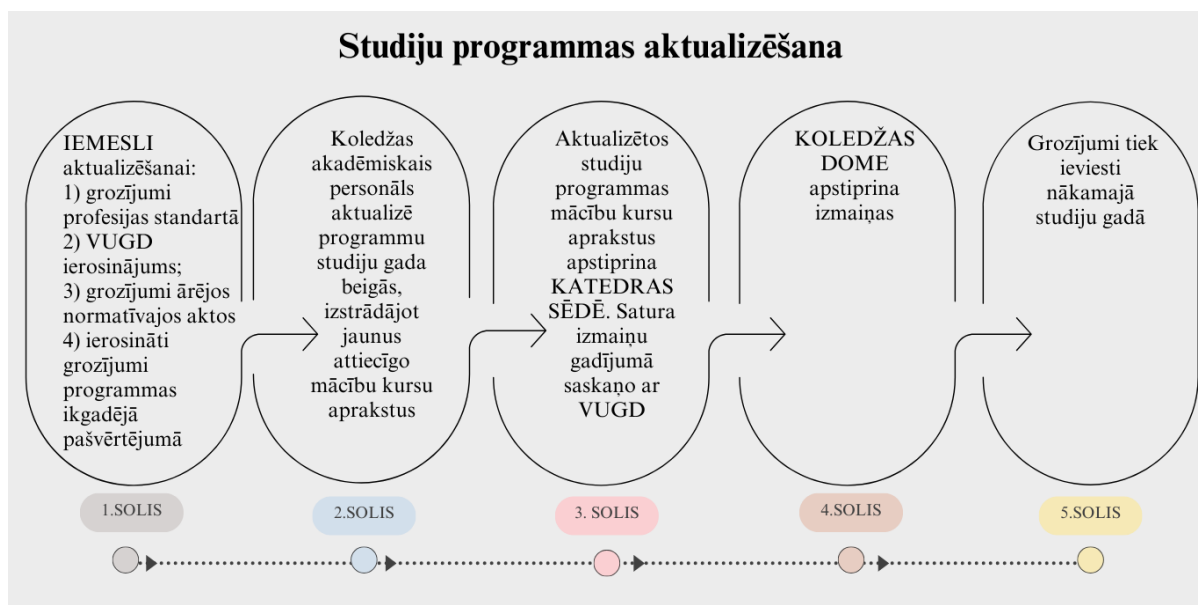 Studiju programmas aktualizēšana
IEMESLI
aktualizēšanai:
1) grozījumi
profesijas standartā
2) VUGD
ierosinājums;
3) grozījumi ārējos
normatīvajos aktos
4) ierosināti
grozījumi
programmas
ikgadējā
pašvērtējumā
Koledžas
akadēmiskais
personāls
aktualizē
programmu
studiju gada
beigās,
izstrādājot
jaunus
attiecīgo
mācību kursu
aprakstus
Aktualizētos
studiju
programmas
mācību kursu
aprakstus
apstiprina
KATEDRAS
SĒDĒ. Satura
izmaiņu
gadījumā
saskaņo ar
VUGD
KOLEDŽAS
DOME
apstiprina
izmaiņas
Grozījumi tiek
ieviesti
nākamajā
studiju gadā
1.SOLIS
2.SOLIS
3. SOLIS
4.SOLIS
5.SOLIS